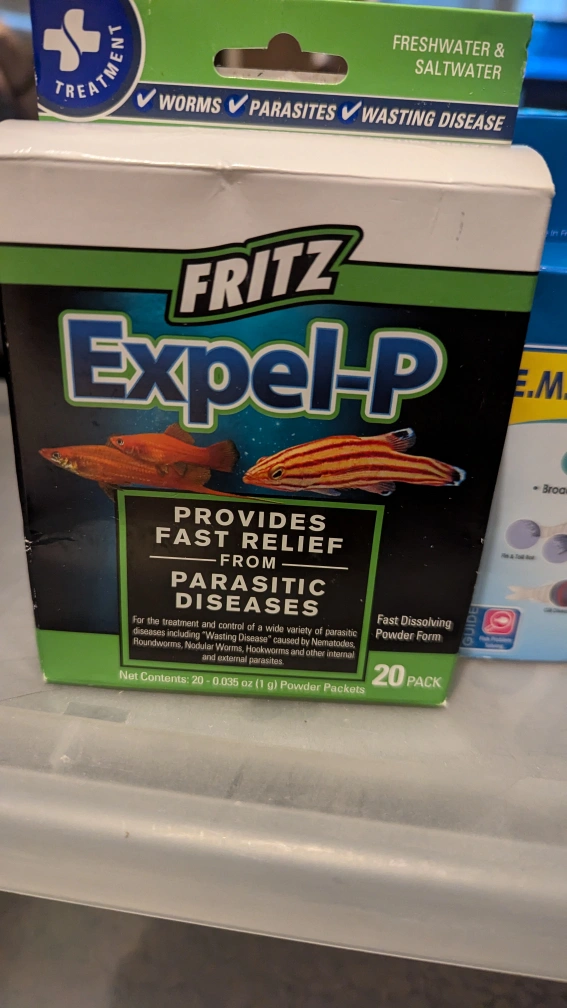 TREATMENT
FRESHWATER &
SALTWATER
WORMS PARASITES WASTING DISEASE
FRITZ
Expel-P
PROVIDES
FAST RELIEF
FROM
PARASITIC
DISEASES
For the treatment and control of a wide variety of parasitic
diseases including "Wasting Disease" caused by Nematodes,
Roundworms, Nodular Worms, Hookworms and other internal
and external parasites.
Fast Dissolving
Powder Form
Net Contents: 20 - 0.035 oz (1 g) Powder Packets
20 PACK
E.M.
GUIDE